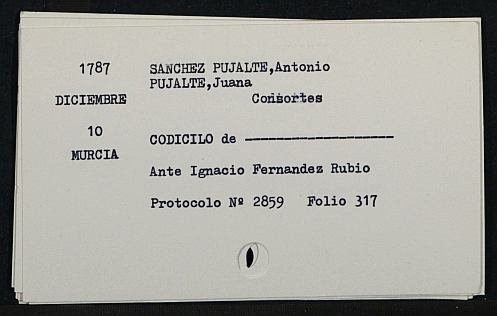 1787 SANCHEZ PUJALTE,Antonio
PUJALTE,Juana
DICIEMBRE Consortes
10 CODICILO de --------------------
MURCIA
Ante Ignacio Fernandez Rubio
Protocolo Nº 2859 Folio 317